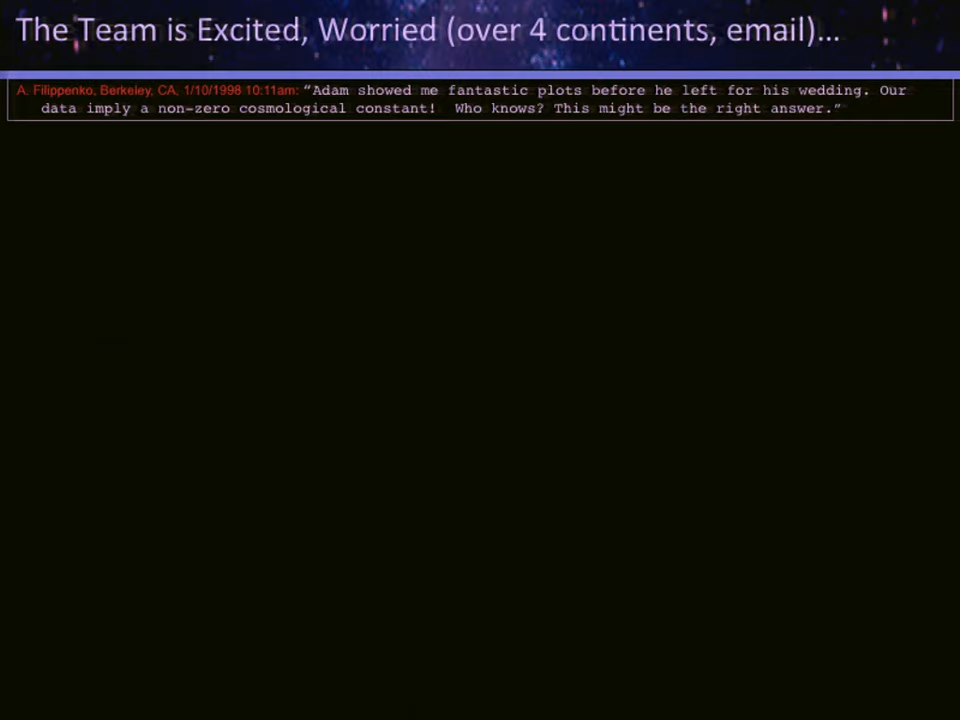 The Team is Excited, Worried (over 4 continents, email)…
A. Filippenko, Berkeley, CA, 1/10/1998 10:11am: “Adam showed me fantastic plots before he left for his wedding. Our
data imply a non-zero cosmological constant! Who knows? This might be the right answer.”